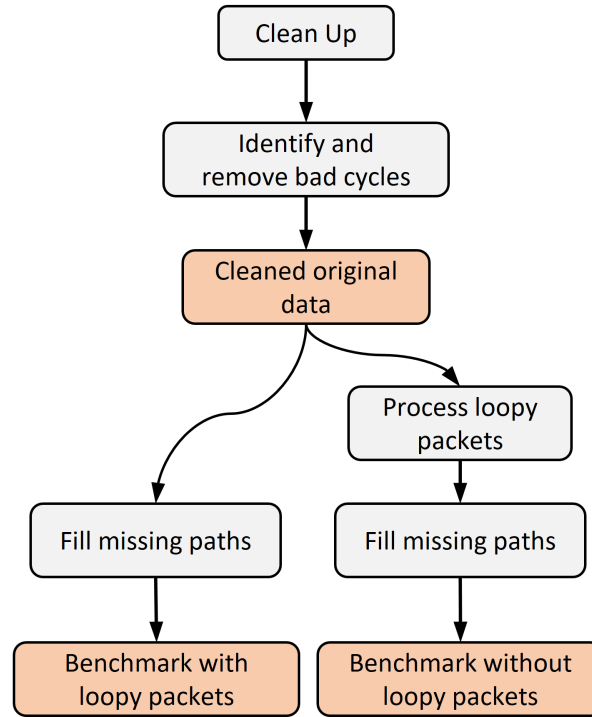 Clean Up
Identify and
remove bad cycles
Cleaned original
data
Process loopy
packets
Fill missing paths
Fill missing paths
Benchmark with
loopy packets
Benchmark without
loopy packets